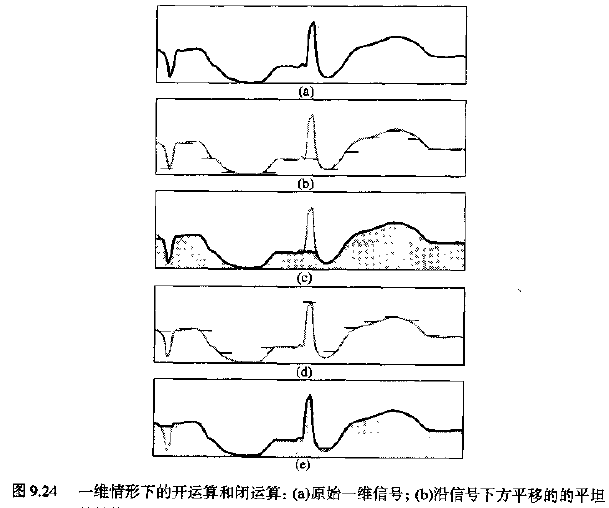 (a)
(b)
(c)
(d)
(e)
图 9.24 一维情形下的开运算和闭运算: (a)原始一维信号; (b)沿信号下方平移的的平坦